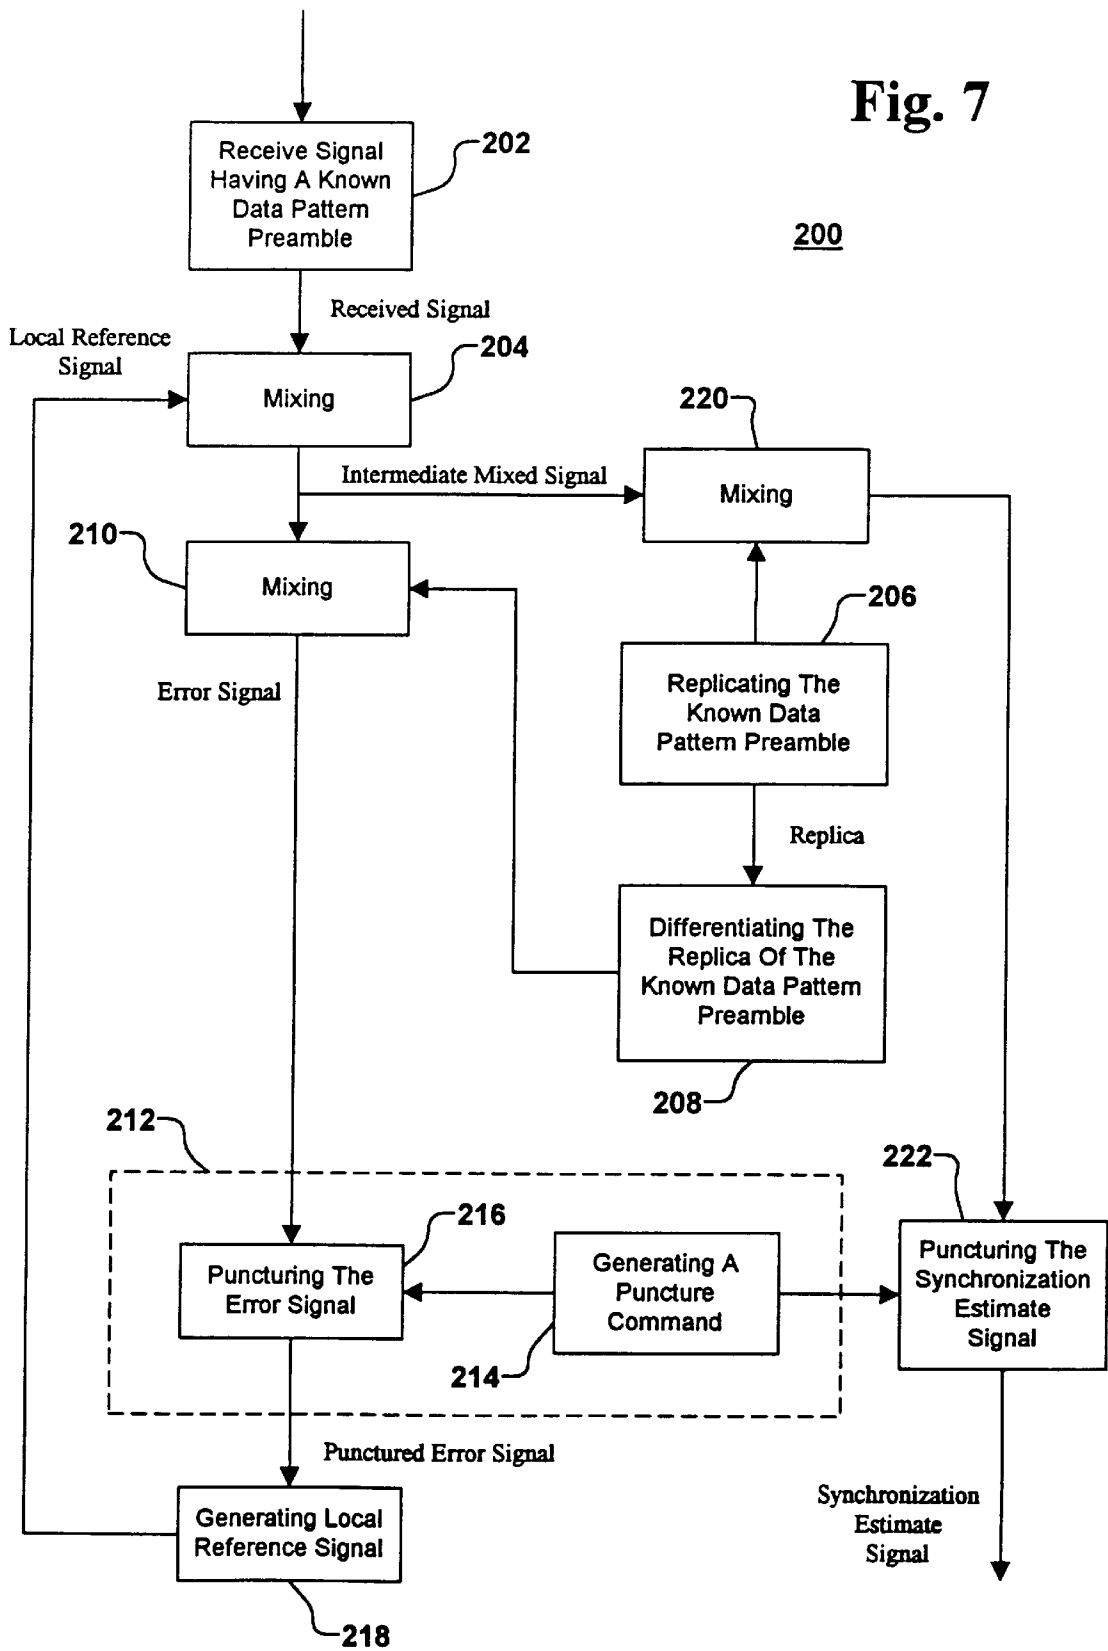 Fig. 7
200
202
Receive Signal
Having A Known
Data Pattern
Preamble
Received Signal
Local Reference
Signal
204
Mixing
220
Intermediate Mixed Signal
Mixing
210
Mixing
206
Error Signal
Replicating The
Known Data
Pattern Preamble
Replica
Differentiating The
Replica Of The
Known Data Pattern
Preamble
208
212
222
216
Puncturing The
Error Signal
Generating A
Puncture
Command
214
Puncturing The
Synchronization
Estimate
Signal
Punctured Error Signal
Generating Local
Reference Signal
218
Synchronization
Estimate
Signal